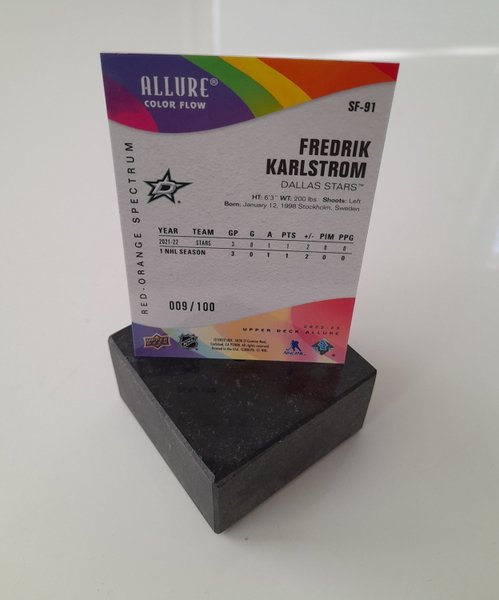 ALLURE®
COLOR FLOW
SF-91
FREDRIK
KARLSTROM
DALLAS STARS™
HT: 6'3" WT: 200 lbs Shoots: Left
Born: January 12, 1998 Stockholm, Sweden
RED-ORANGE SPECTRUM
YEAR TEAM GP G A PTS +/- PIM PPG
2021-22 STARS 3 0 1 1 2 0 0
1 NHL SEASON 3 0 1 1 2 0 0
009/100
2022-23
UPPER DECK ALLURE
NHLPA